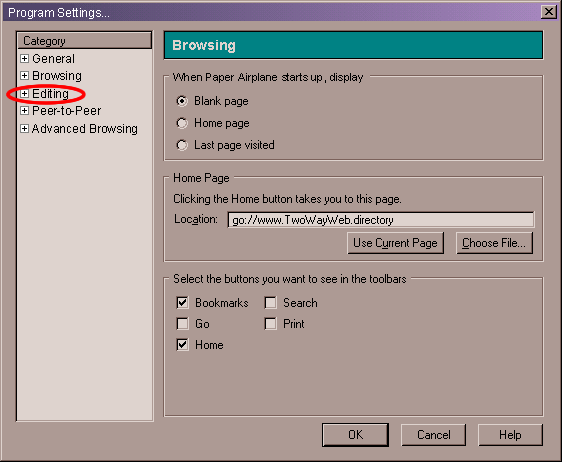 Program Settings...
Category
General
Browsing
Editing
Peer-to-Peer
Advanced Browsing
Browsing
When Paper Airplane starts up, display
Blank page
Home page
Last page visited
Home Page
Clicking the Home button takes you to this page.
Location: go://www.TwoWayWeb.directory
Use Current Page Choose File...
Select the buttons you want to see in the toolbars
Bookmarks Search
Go Print
Home
OK Cancel Help